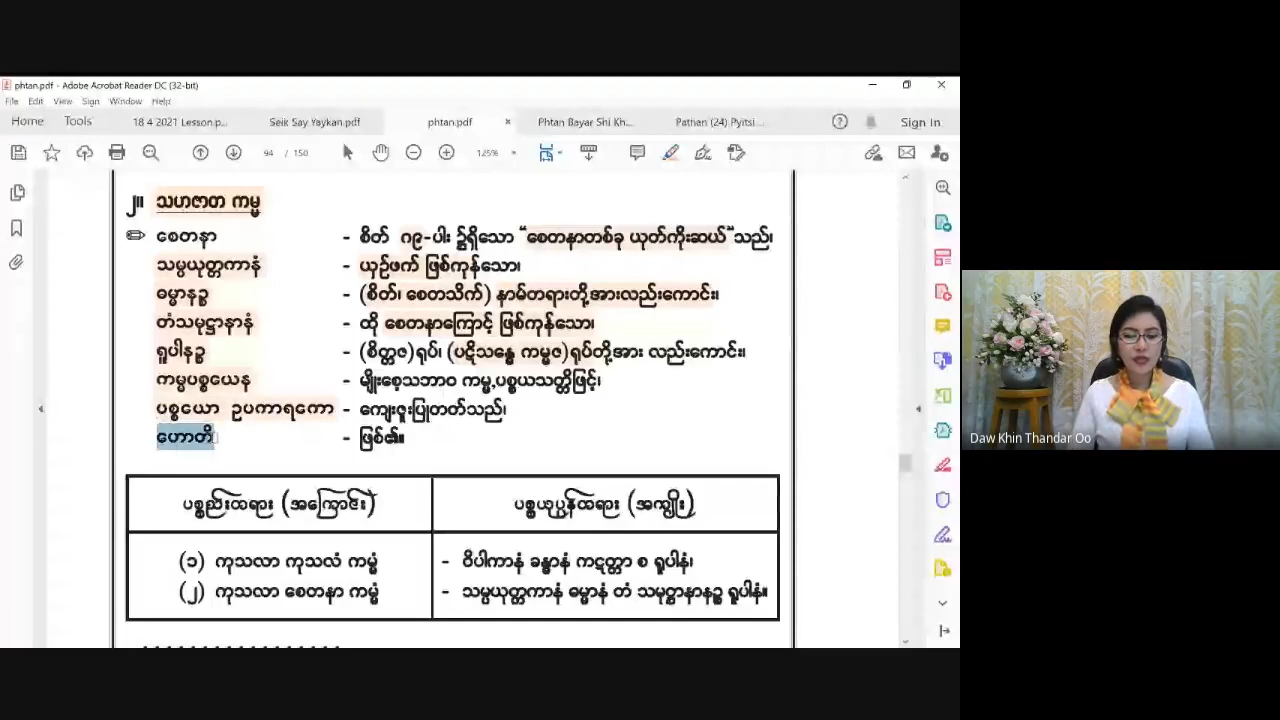 phtan.pdf - Adobe Acrobat Reader DC (32-bit)
File Edit View Sign Window Help
Home Tools 18 4 2021 Lesson.p... Seik Say Yaykan.pdf phtan.pdf × Phtan Bayar Shi Kh... Pathan (24) Pyitsi... Sign In
94 / 150 125%
၂။ သဟဇာတ ကမ္မ
စေတနာ - စိတ် ၈၉-ပါး ၌ရှိသော “စေတနာတစ်ခု ယုတ်ကိုးဆယ်”သည်၊
သမ္ပယုတ္တကာနံ - ယှဉ်ဖက် ဖြစ်ကုန်သော၊
ဓမ္မာနဉ္စ - (စိတ်၊ စေတသိက်) နာမ်တရားတို့အားလည်းကောင်း၊
တံသမုဋ္ဌာနာနံ - ထို စေတနာကြောင့် ဖြစ်ကုန်သော၊
ရူပါနဉ္စ - (စိတ္တဇ)ရုပ်၊ (ပဋိသန္ဓေ ကမ္မဇ)ရုပ်တို့အား လည်းကောင်း၊
ကမ္မပစ္စယေန - မျိုးစေ့သဘာဝ ကမ္မ,ပစ္စယသတ္တိဖြင့်၊
ပစ္စယော ဥပကာရကော - ကျေးဇူးပြုတတ်သည်၊
ဟောတိ - ဖြစ်၏။
ပစ္စည်းတရား (အကြောင်း) ပစ္စယုပ္ပန်တရား (အကျိုး)
(၁) ကုသလာ ကုသလံ ကမ္မံ - ဝိပါကာနံ ခန္ဓာနံ ကဋတ္တာ စ ရူပါနံ၊
(၂) ကုသလာ စေတနာ ကမ္မံ - သမ္ပယုတ္တကာနံ ဓမ္မာနံ တံ သမုဋ္ဌာနာနဉ္စ ရူပါနံ။
Daw Khin Thandar Oo